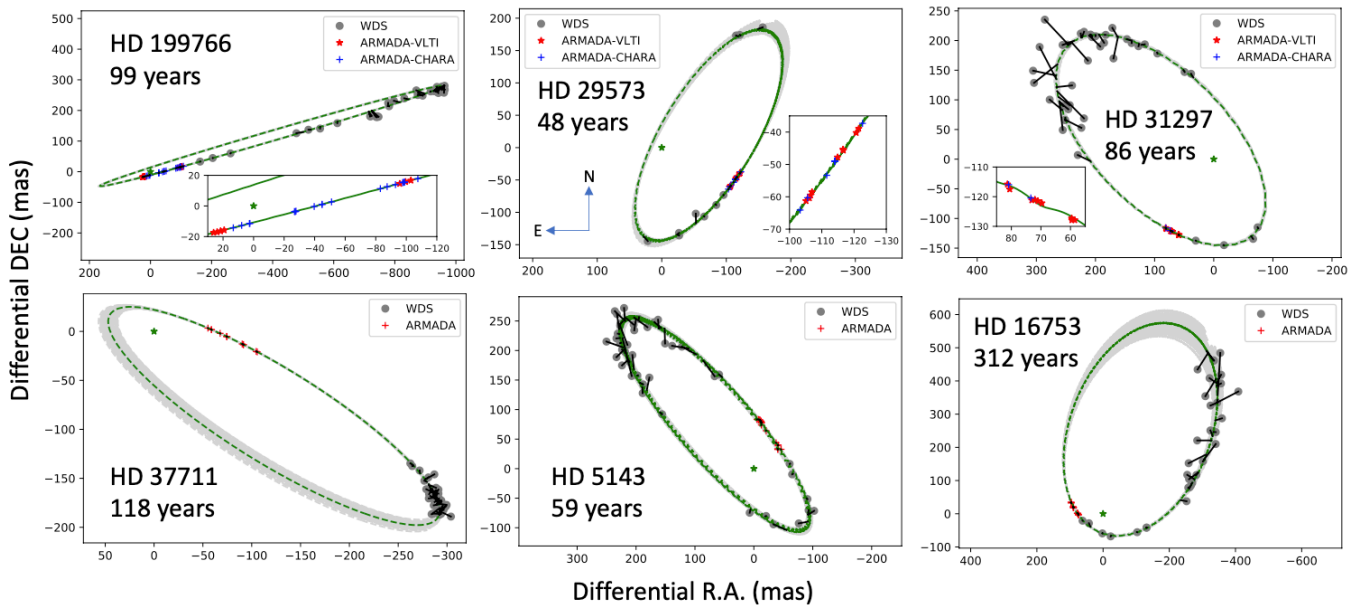 Differential DEC (mas)
500
400
300
200
100
0
−100
−200
−300
200 0 −200 −400 −600 −800 −1000
HD 199766
99 years
WDS
ARMADA-VLTI
ARMADA-CHARA
20
0
−20
20 0 −20 −40 −60 −80 −100 −120
200
150
100
50
0
−50
−100
−150
200 100 0 −100 −200 −300
HD 29573
48 years
WDS
ARMADA-VLTI
ARMADA-CHARA
N
E
−40
−50
−60
−70
−100 −110 −120 −130
250
200
150
100
50
0
−50
−100
−150
400 300 200 100 0 −100 −200
HD 31297
86 years
WDS
ARMADA-VLTI
ARMADA-CHARA
−110
−120
−130
80 70 60
0
−50
−100
−150
−200
50 0 −50 −100 −150 −200 −250 −300
HD 37711
118 years
WDS
ARMADA
250
200
150
100
50
0
−50
−100
300 200 100 0 −100 −200
HD 5143
59 years
WDS
ARMADA
600
500
400
300
200
100
0
−100
400 200 0 −200 −400 −600
HD 16753
312 years
WDS
ARMADA
Differential R.A. (mas)